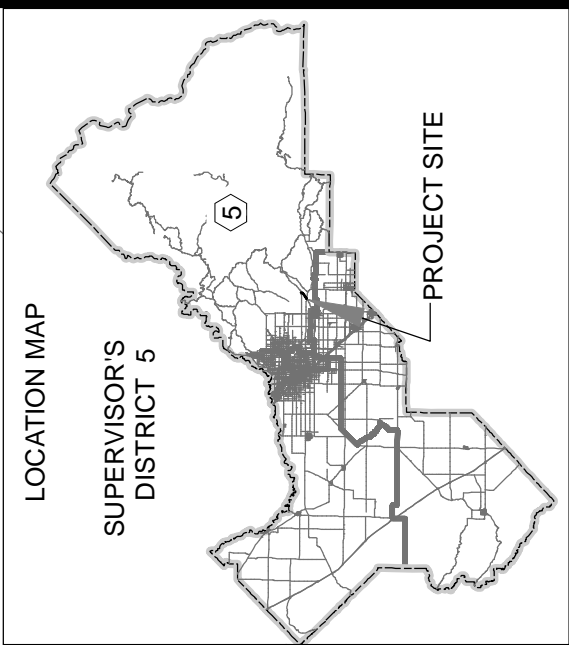 LOCATION MAP
SUPERVISOR'S
DISTRICT 5
5
PROJECT SITE